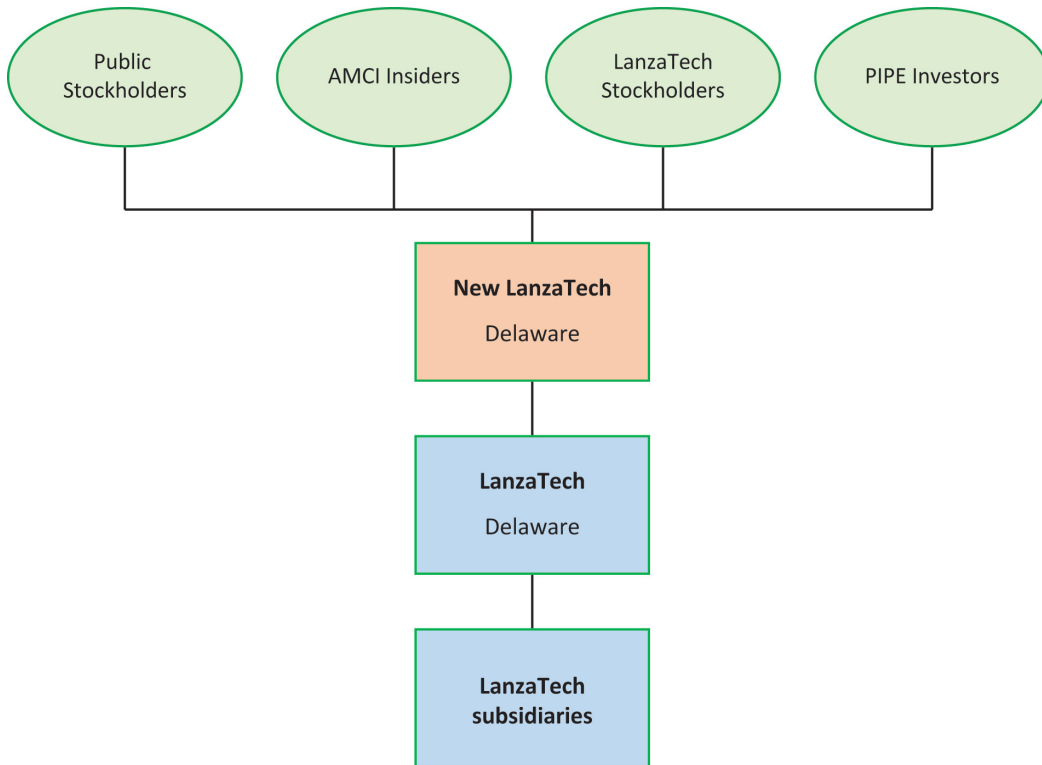 Public
Stockholders
AMCI Insiders
LanzaTech
Stockholders
PIPE Investors
New LanzaTech
Delaware
LanzaTech
Delaware
LanzaTech
subsidiaries